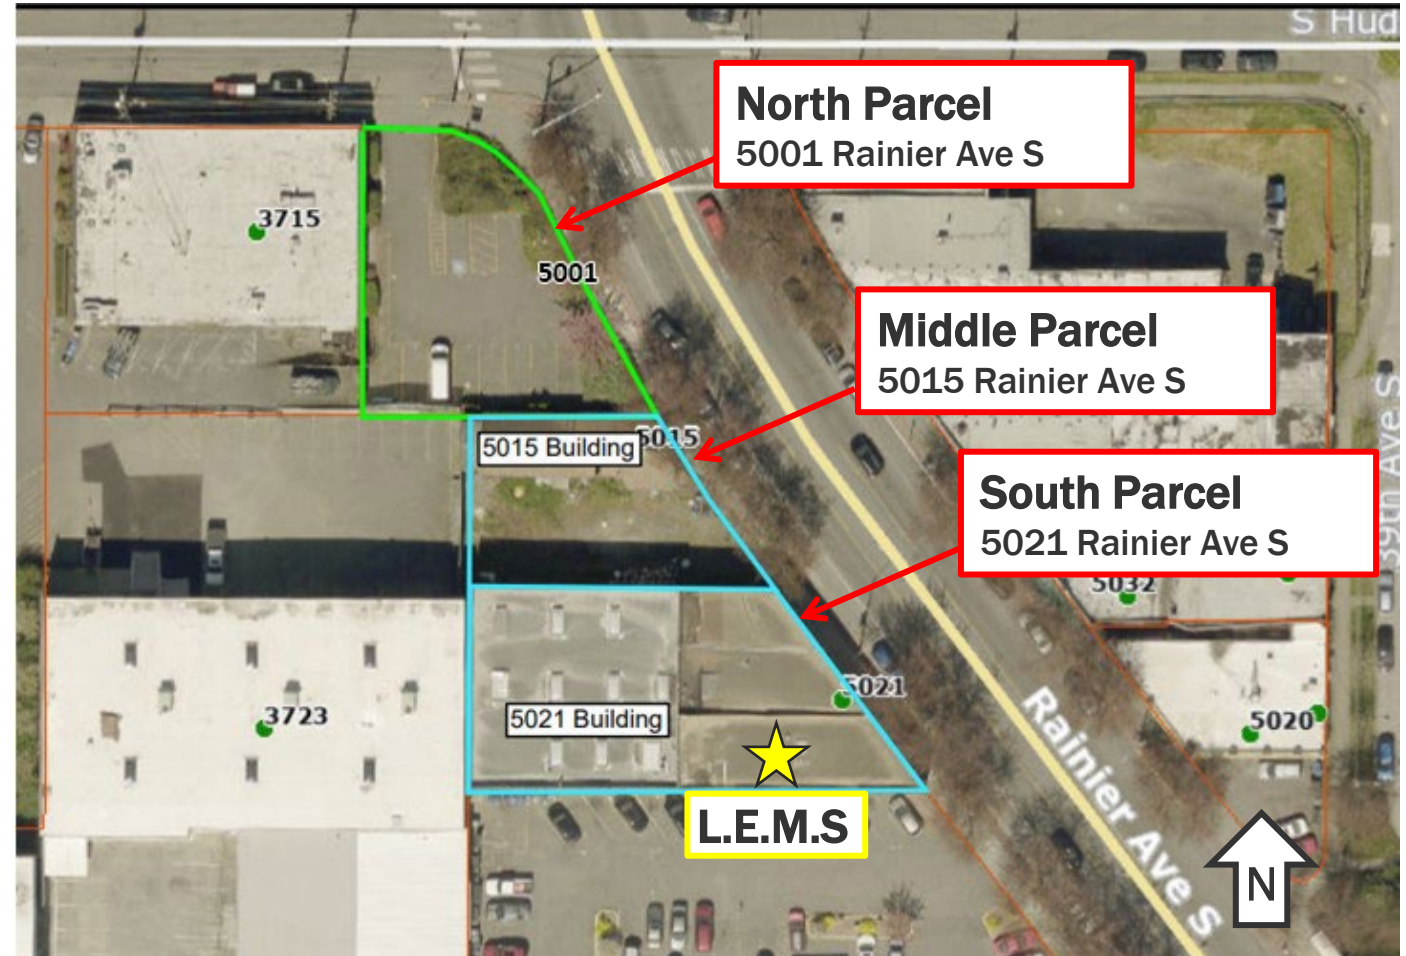 S Hud
North Parcel
5001 Rainier Ave S
3715
5001
Middle Parcel
5015 Rainier Ave S
5015 Building
5015
39th Ave S
South Parcel
5021 Rainier Ave S
5032
5021
5021 Building
3723
5020
L.E.M.S
Rainier Ave S
N